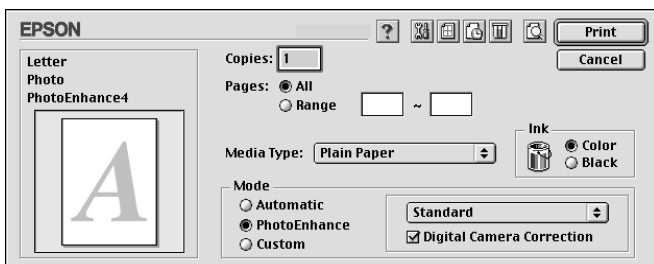 EPSON
?
Print
Letter
Photo
PhotoEnhance4
A
Copies: 1
Cancel
Pages: All
Range ~
Media Type: Plain Paper
Ink
Color
Black
Mode
Automatic
PhotoEnhance
Custom
Standard
Digital Camera Correction